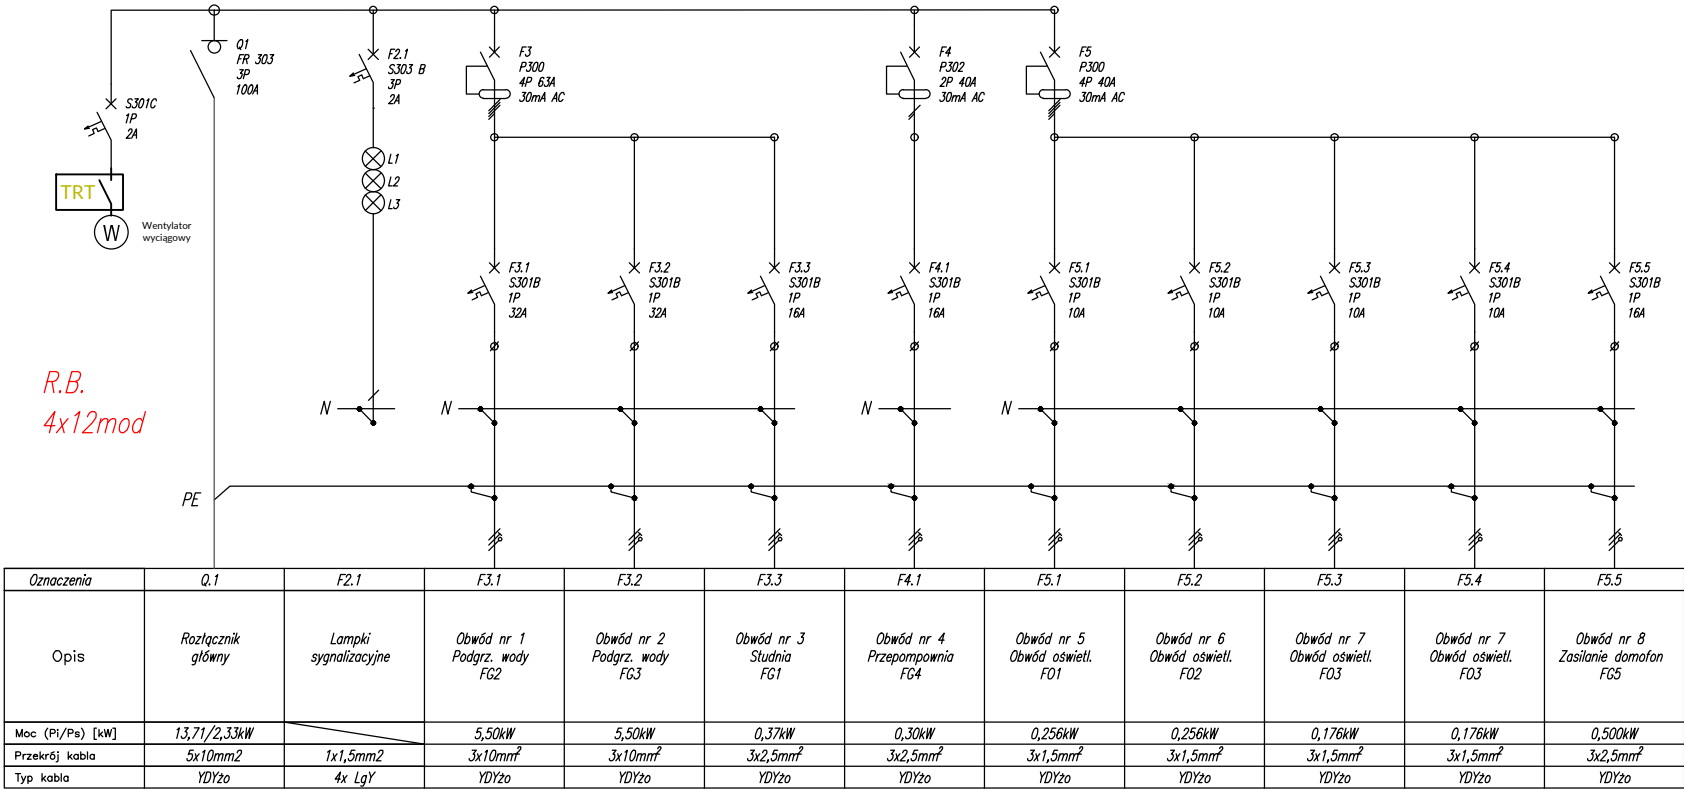 Q1
FR 303
3P
100A
F2.1
S303 B
3P
2A
F3
P300
4P 63A
30mA AC
F4
P302
2P 40A
30mA AC
F5
P300
4P 40A
30mA AC
S301C
1P
2A
TRT
W
Wentylator
wyciągowy
L1
L2
L3
F3.1
S301B
1P
32A
F3.2
S301B
1P
32A
F3.3
S301B
1P
16A
F4.1
S301B
1P
16A
F5.1
S301B
1P
10A
F5.2
S301B
1P
10A
F5.3
S301B
1P
10A
F5.4
S301B
1P
10A
F5.5
S301B
1P
16A
R.B.
4x12mod
N N N N
PE
Oznaczenia Q.1 F2.1 F3.1 F3.2 F3.3 F4.1 F5.1 F5.2 F5.3 F5.4 F5.5
Opis
Rozłącznik
główny
Lampki
sygnalizacyjne
Obwód nr 1
Podgrz. wody
FG2
Obwód nr 2
Podgrz. wody
FG3
Obwód nr 3
Studnia
FG1
Obwód nr 4
Przepompownia
FG4
Obwód nr 5
Obwód oświetl.
FO1
Obwód nr 6
Obwód oświetl.
FO2
Obwód nr 7
Obwód oświetl.
FO3
Obwód nr 7
Obwód oświetl.
FO3
Obwód nr 8
Zasilanie domofon
FG5
Moc (Pi/Ps) [kW] 13,71/2,33kW 5,50kW 5,50kW 0,37kW 0,30kW 0,256kW 0,256kW 0,176kW 0,176kW 0,500kW
Przekrój kabla 5x10mm2 1x1,5mm2 3x10mm² 3x10mm² 3x2,5mm² 3x2,5mm² 3x1,5mm² 3x1,5mm² 3x1,5mm² 3x1,5mm² 3x2,5mm²
Typ kabla YDYżo 4x LgY YDYżo YDYżo YDYżo YDYżo YDYżo YDYżo YDYżo YDYżo YDYżo